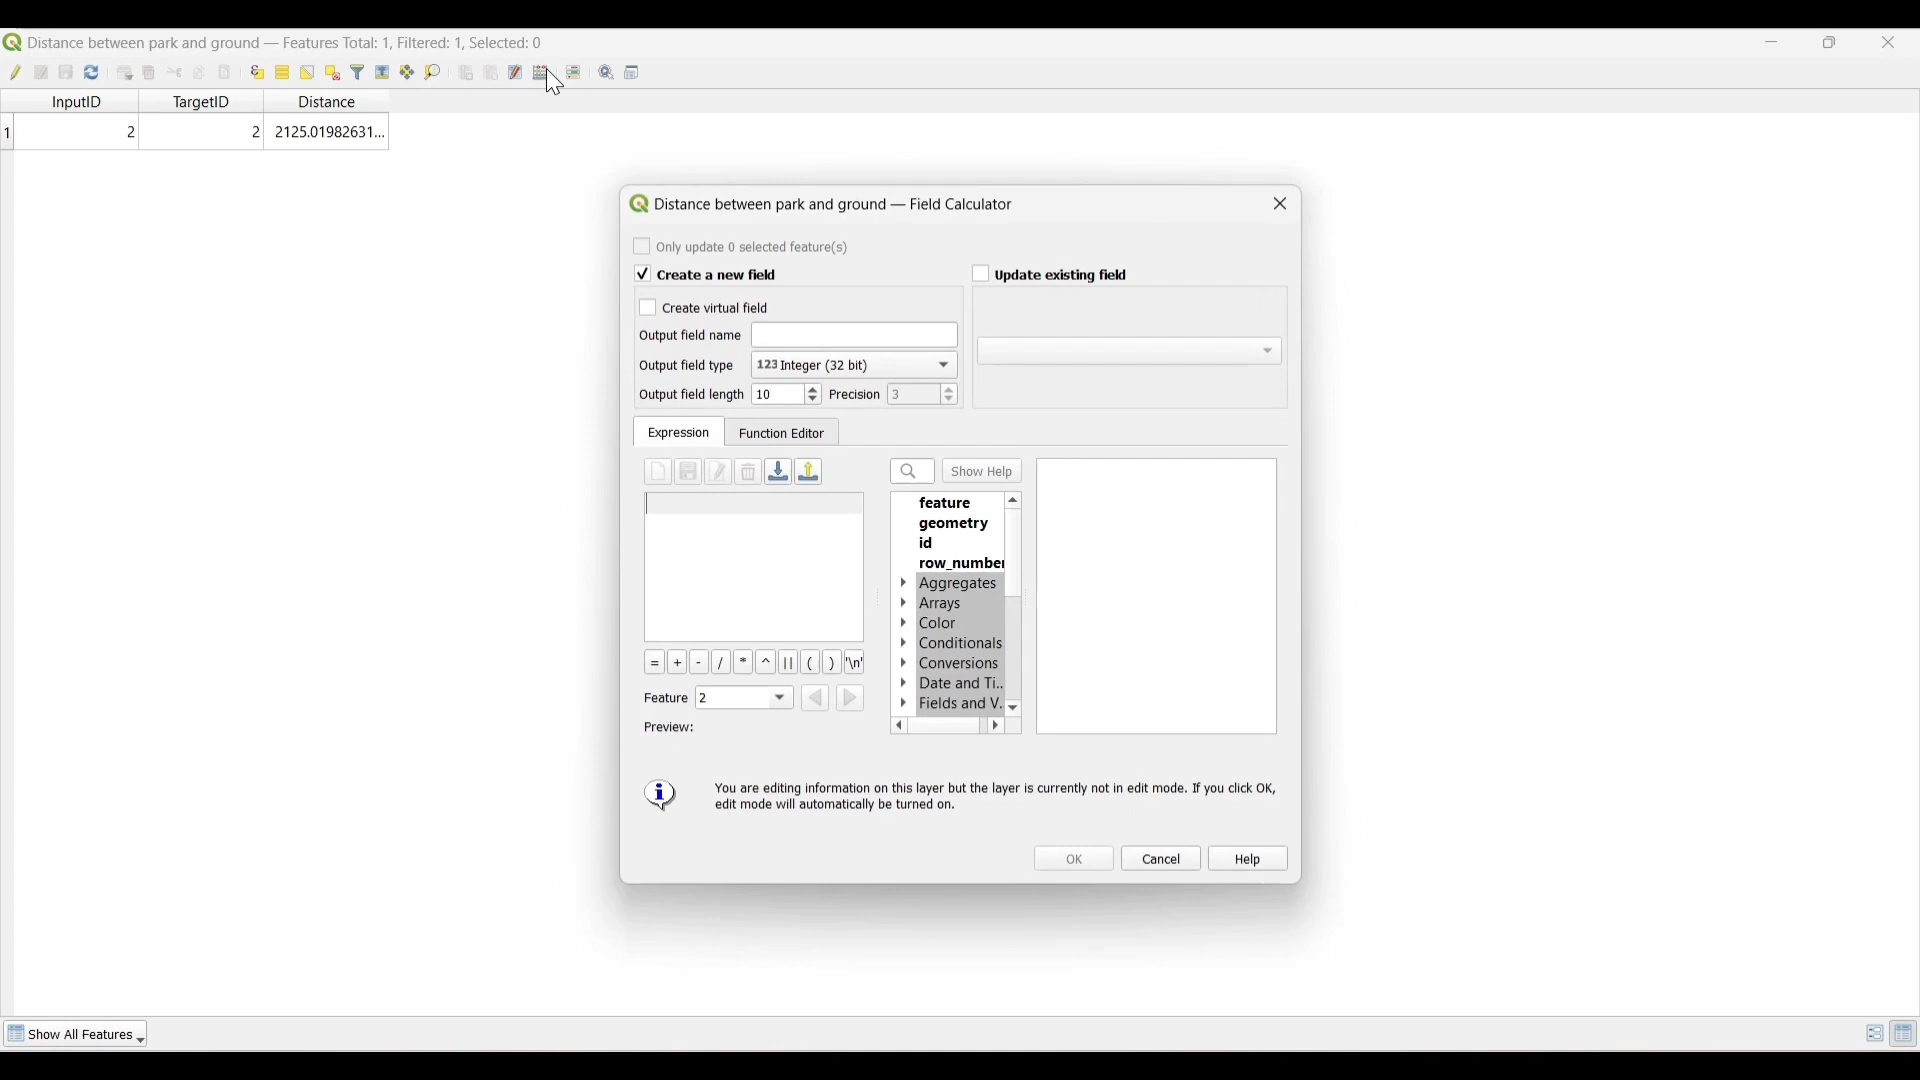 Distance between park and ground — Features Total: 1, Filtered: 1, Selected: 0
InputID TargetID Distance
1 2 2 2125.01982631...
Distance between park and ground — Field Calculator
Only update 0 selected feature(s)
Create a new field Update existing field
Create virtual field
Output field name
Output field type 123 Integer (32 bit)
Output field length 10 Precision 3
Expression Function Editor
Show Help
feature
geometry
id
row_number
Aggregates
Arrays
Color
Conditionals
Conversions
Date and Ti...
Fields and V...
= + - / * ^ || ( ) '\n'
Feature 2
Preview:
You are editing information on this layer but the layer is currently not in edit mode. If you click OK,
edit mode will automatically be turned on.
OK Cancel Help
Show All Features